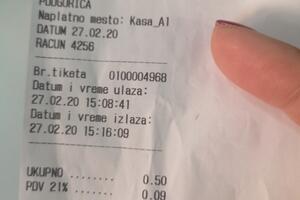 PODGORICA
Naplatno mesto: Kasa_A1
DATUM 27.02.20
RACUN 4256
Br.tiketa 0100004968
Datum i vreme ulaza:
27.02.20 15:08:41
Datum i vreme izlaza:
27.02.20 15:16:09
UKUPNO ........ 0.50
PDV 21% ....... 0.09